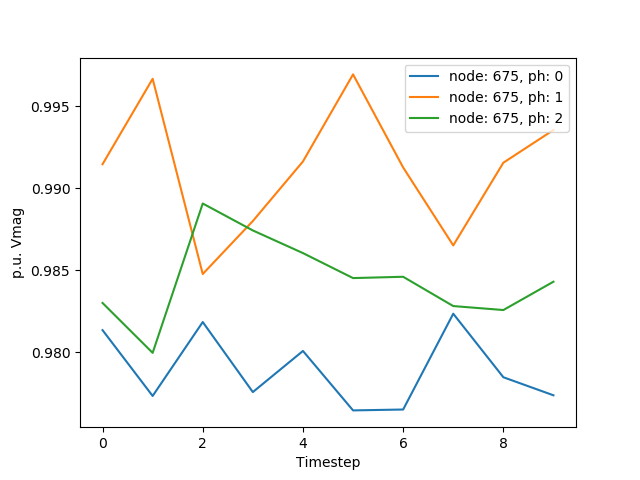 node: 675, ph: 0
node: 675, ph: 1
node: 675, ph: 2
0.995
0.990
0.985
0.980
p.u. Vmag
0 2 4 6 8
Timestep